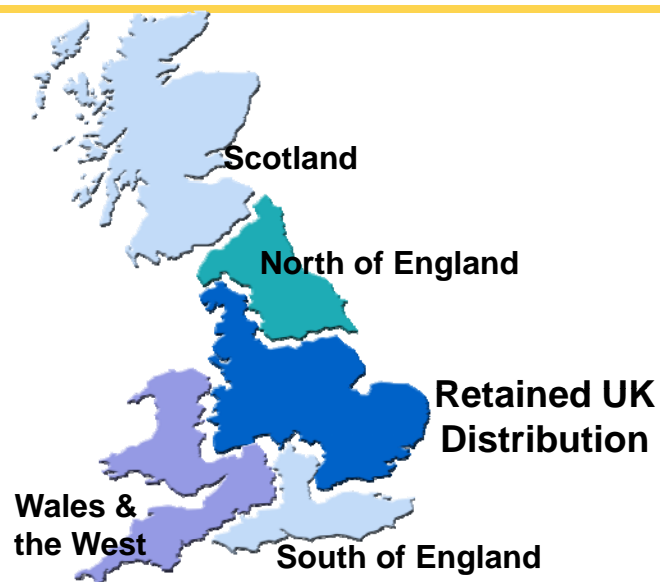 Scotland
North of England
Retained UK
Distribution
Wales &
the West
South of England